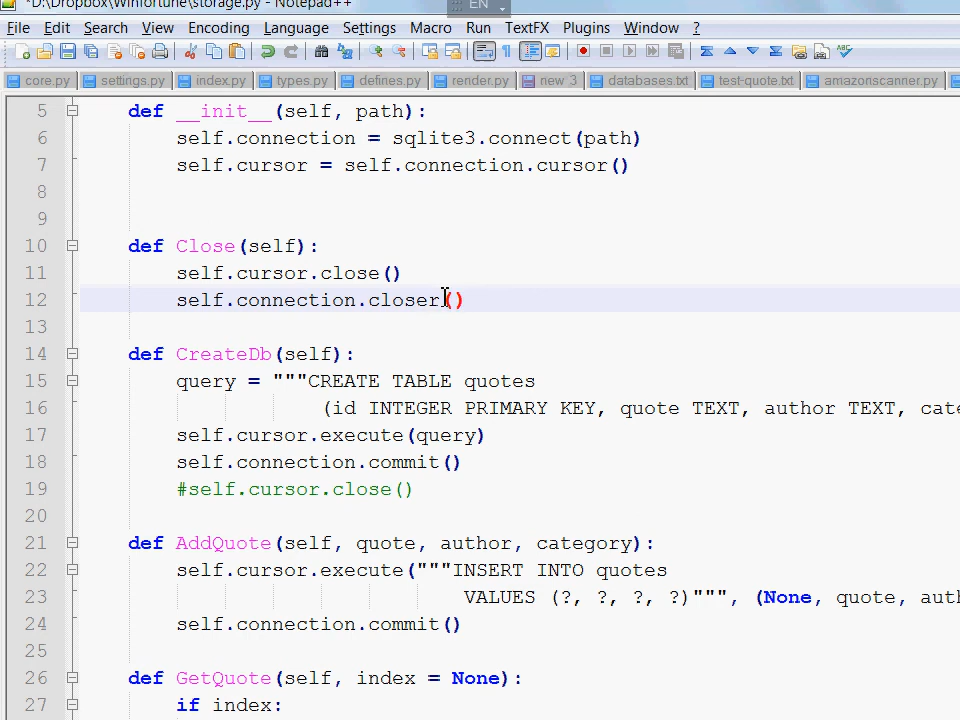 *D:\Dropbox\Winfortune\storage.py - Notepad++
EN
File Edit Search View Encoding Language Settings Macro Run TextFX Plugins Window ?
core.py settings.py index.py types.py defines.py render.py new 3 databases.txt test-quote.txt amazonscanner.py
5 def __init__(self, path):
6 self.connection = sqlite3.connect(path)
7 self.cursor = self.connection.cursor()
8
9
10 def Close(self):
11 self.cursor.close()
12 self.connection.closer()
13
14 def CreateDb(self):
15 query = """CREATE TABLE quotes
16 (id INTEGER PRIMARY KEY, quote TEXT, author TEXT, cate
17 self.cursor.execute(query)
18 self.connection.commit()
19 #self.cursor.close()
20
21 def AddQuote(self, quote, author, category):
22 self.cursor.execute("""INSERT INTO quotes
23 VALUES (?, ?, ?, ?)""", (None, quote, auth
24 self.connection.commit()
25
26 def GetQuote(self, index = None):
27 if index: